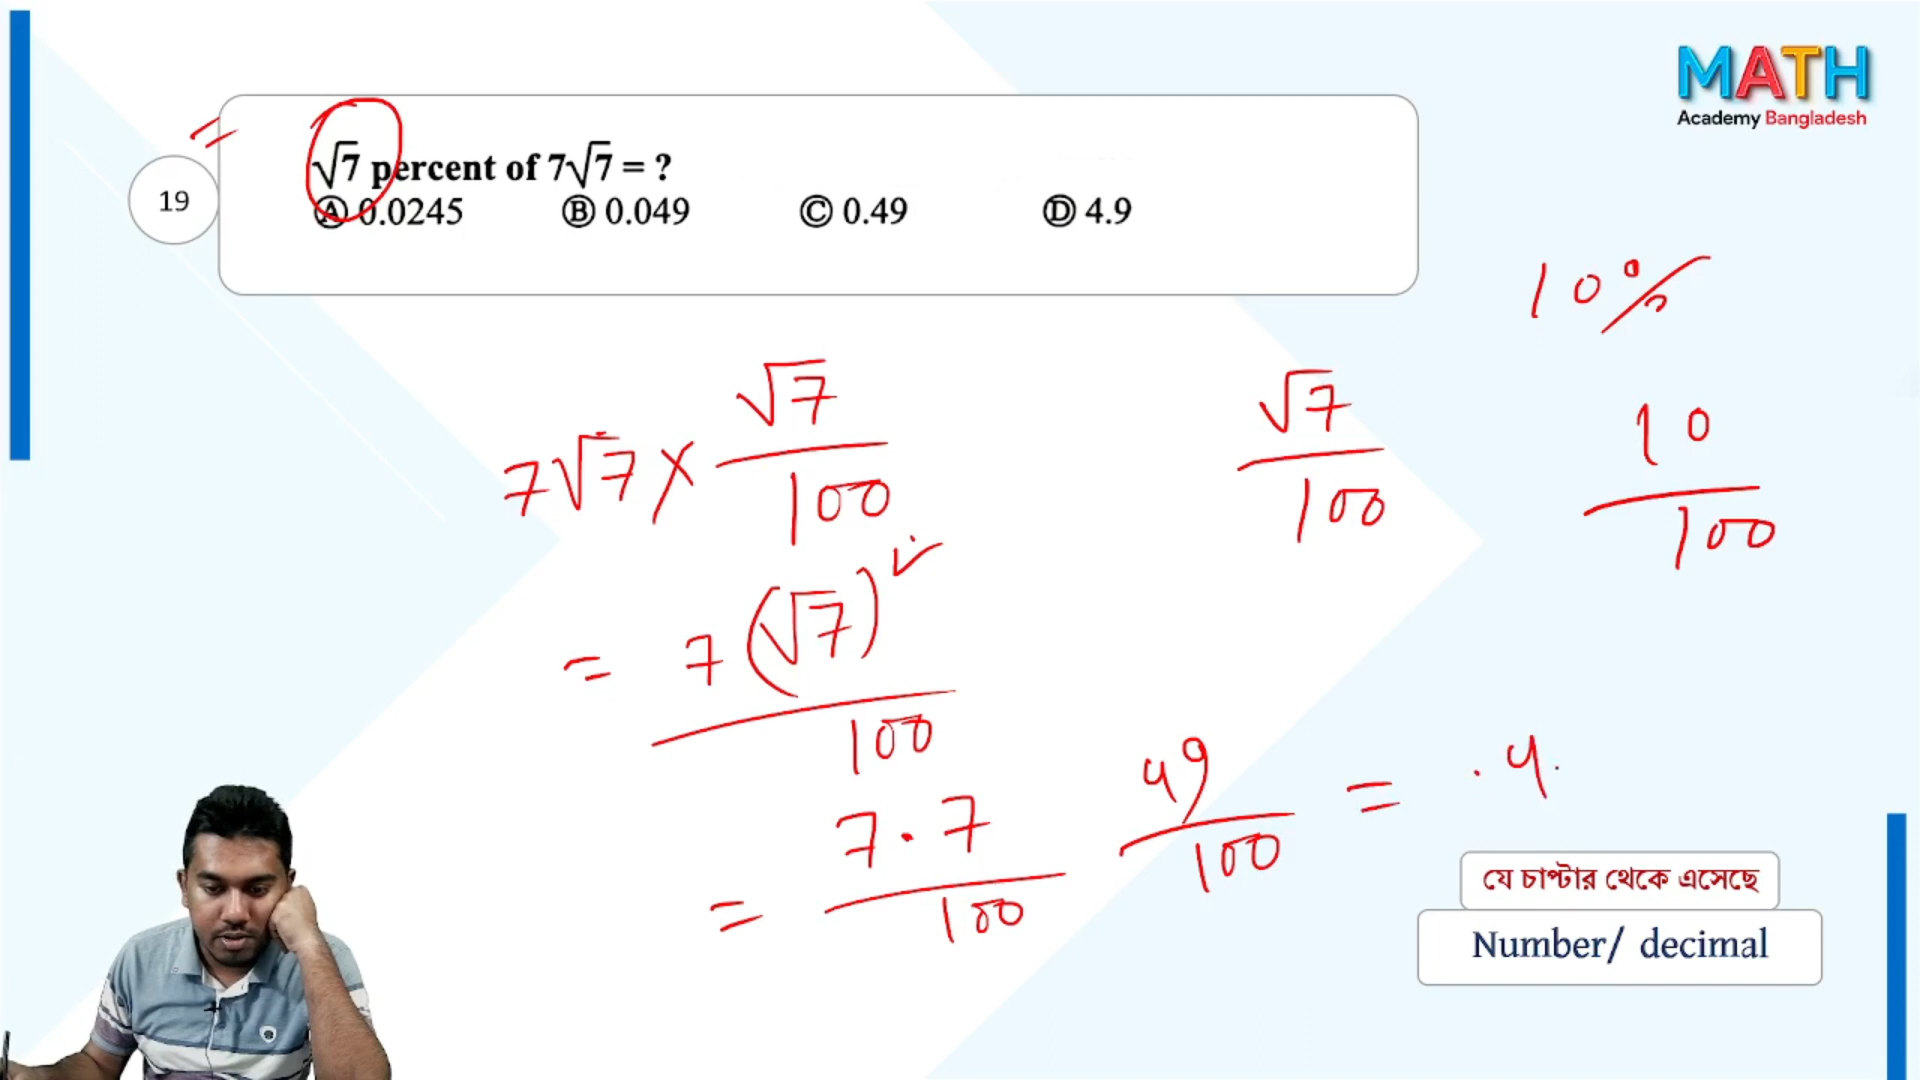 MATH
Academy Bangladesh
19
√7 percent of 7√7 = ?
Ⓐ 0.0245 Ⓑ 0.049 Ⓒ 0.49 Ⓓ 4.9
=
10%
10/100
√7/100
7√7 × √7/100
= 7(√7)²/100
= 7·7/100
49/100 = .4
যে চাপ্টার থেকে এসেছে
Number/ decimal